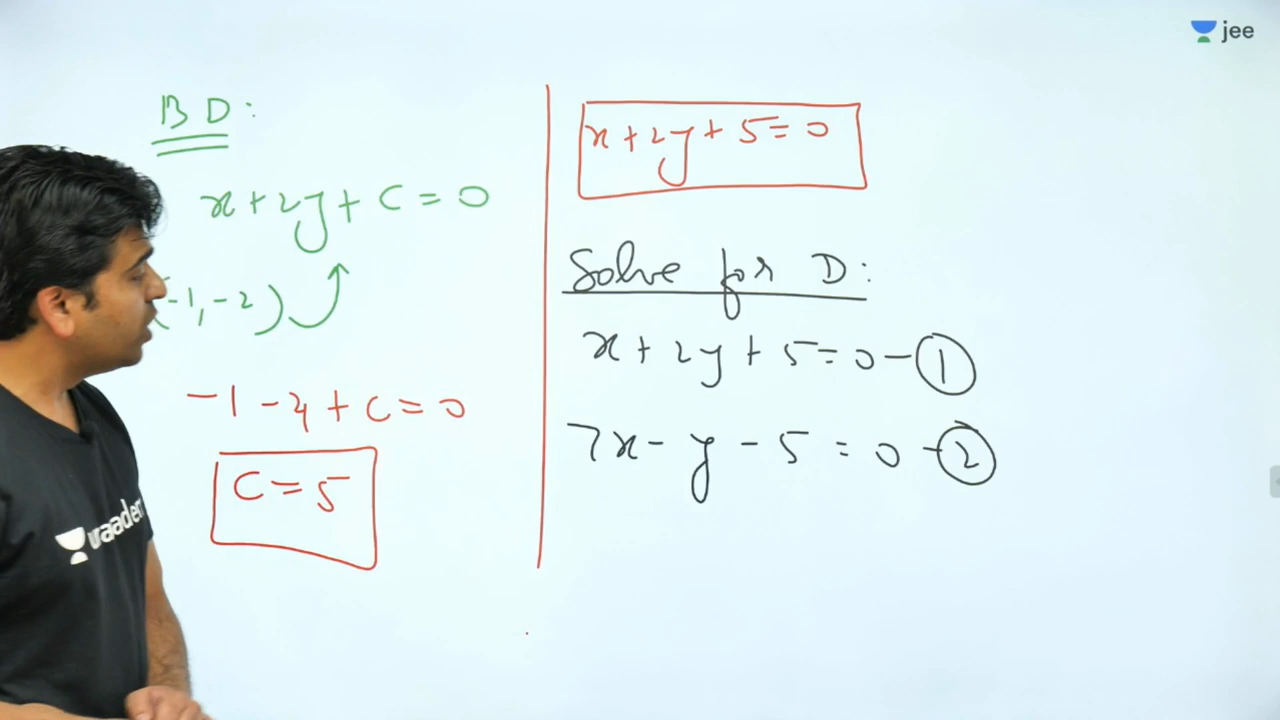 jee
BD:
x+2y+c=0
(-1,-2)
-1-4+c=0
c=5
x+2y+5=0
Solve for D:
x+2y+5=0-①
7x-y-5=0-②
unacademy